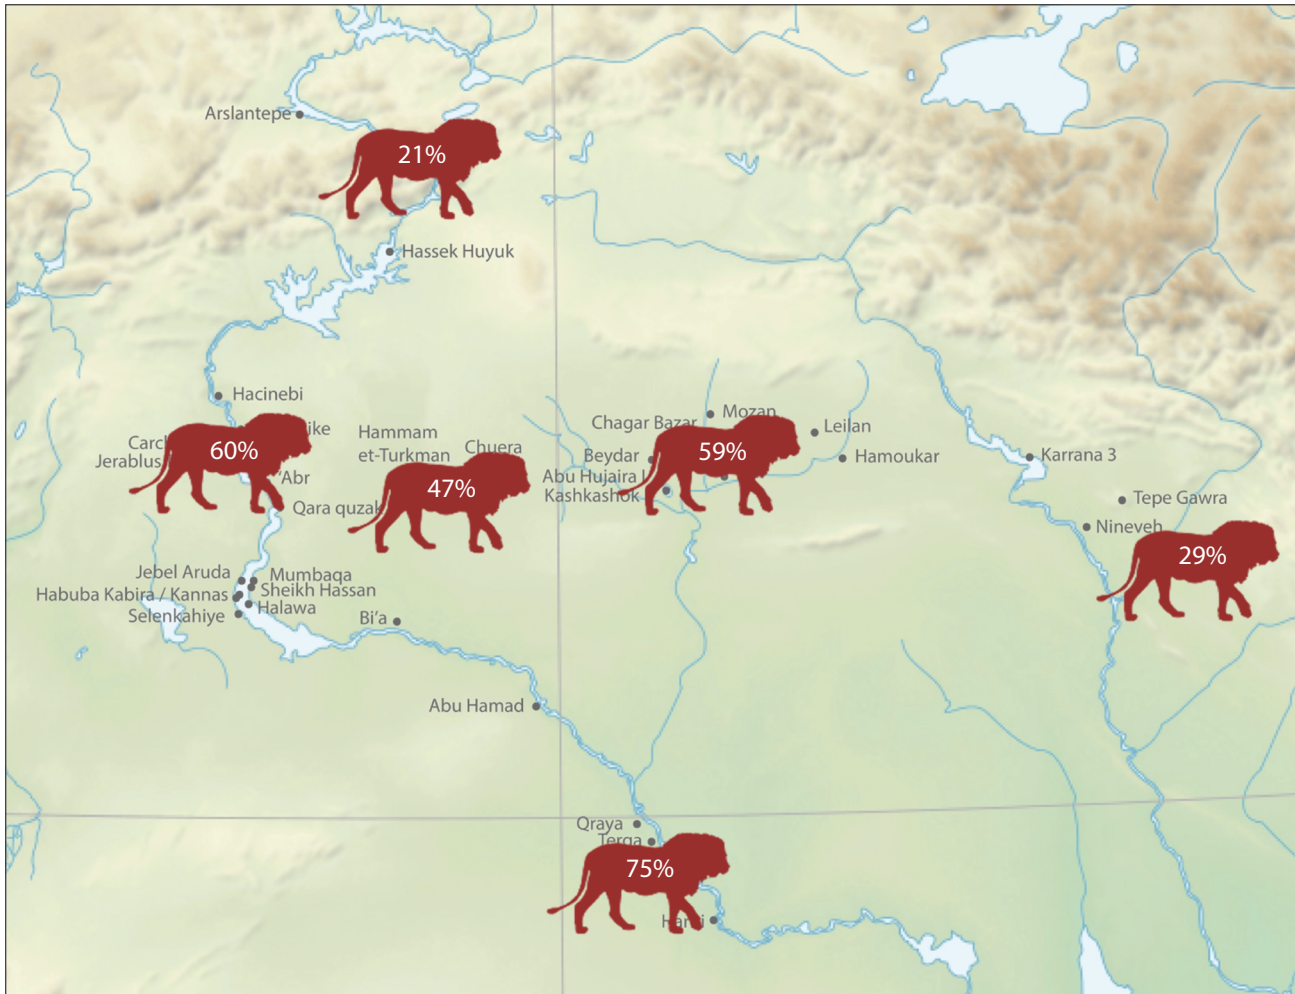 Arslantepe
21%
Hassek Huyuk
Hacinebi
Mozan
Chagar Bazar
Leilan
Hammam
et-Turkman
Chuera
60%
59%
Beydar
Hamoukar
Karrana 3
Jerablus
'Abr
47%
Abu Hujaira I
Kashkashok
Tepe Gawra
Qara quzak
Nineveh
29%
Jebel Aruda
Mumbaqa
Habuba Kabira / Kannas
Sheikh Hassan
Halawa
Selenkahiye
Bi'a
Abu Hamad
Qraya
Terqa
75%